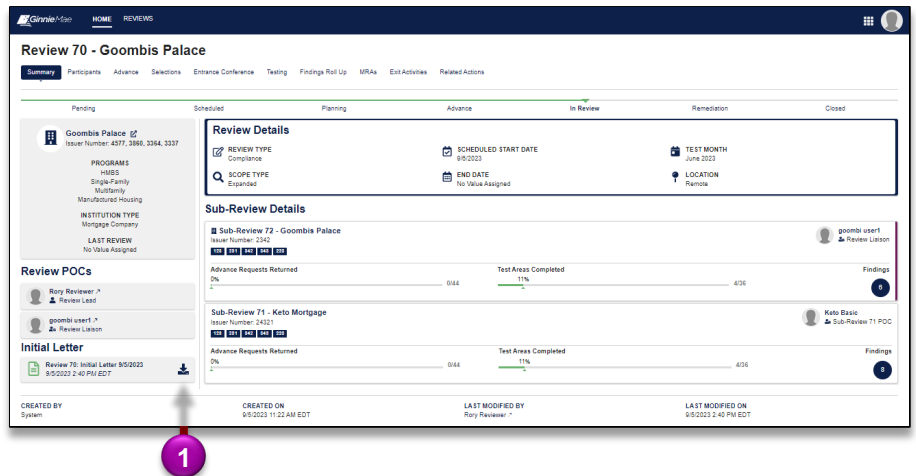 GinnieMae HOME REVIEWS
Review 70 - Goombis Palace
Summary Participants Advance Selections Entrance Conference Testing Findings Roll Up MRAs Exit Activities Related Actions
Pending Scheduled Planning Advance In Review Remediation Closed
Goombis Palace
Issuer Number: 4577, 3860, 3364, 3337
PROGRAMS
HMBS
Single-Family
Multifamily
Manufactured Housing
INSTITUTION TYPE
Mortgage Company
LAST REVIEW
No Value Assigned
Review POCs
Rory Reviewer
Review Lead
goombi user1
Review Liaison
Initial Letter
Review 70: Initial Letter 9/5/2023
9/5/2023 2:40 PM EDT
Review Details
REVIEW TYPE
Compliance
SCHEDULED START DATE
9/5/2023
TEST MONTH
June 2023
SCOPE TYPE
Expanded
END DATE
No Value Assigned
LOCATION
Remote
Sub-Review Details
Sub-Review 72 - Goombis Palace
Issuer Number: 2342
goombi user1
Review Liaison
Advance Requests Returned
0%
0/44
Test Areas Completed
11%
4/36
Findings
6
Sub-Review 71 - Keto Mortgage
Issuer Number: 24321
Keto Basic
Sub-Review 71 POC
Advance Requests Returned
0%
0/44
Test Areas Completed
11%
4/36
Findings
8
CREATED BY
System
CREATED ON
9/5/2023 11:22 AM EDT
LAST MODIFIED BY
Rory Reviewer
LAST MODIFIED ON
9/5/2023 2:40 PM EDT
1